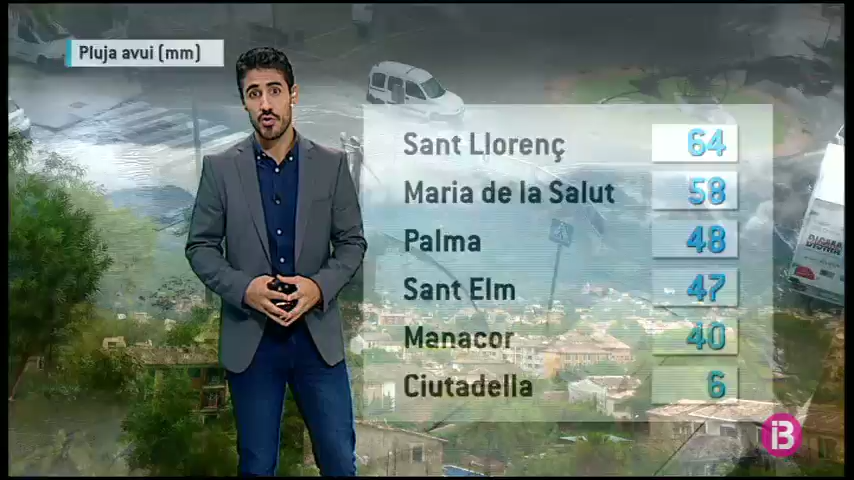 Pluja avui (mm)
Sant Llorenç 64
Maria de la Salut 58
Palma 48
Sant Elm 47
Manacor 40
Ciutadella 6
iB